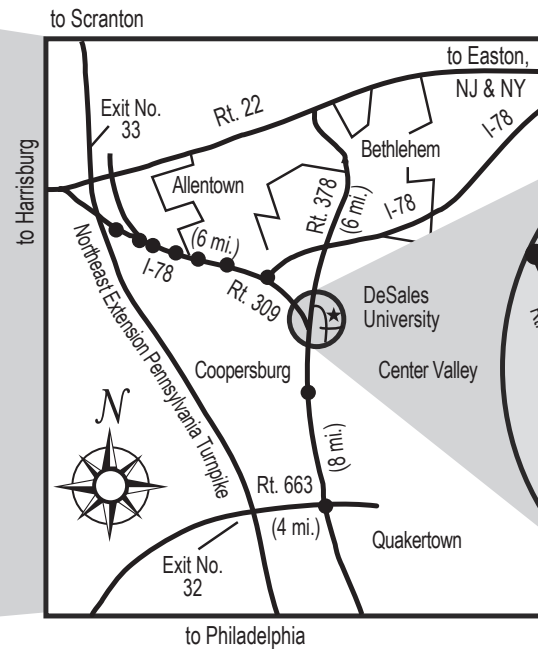 to Scranton
to Easton,
NJ & NY
Exit No.
33
Rt. 22
I-78
Bethlehem
Allentown
to Harrisburg
Rt. 378
(6 mi.)
I-78
(6 mi.)
I-78
Rt. 309
Northeast Extension Pennsylvania Turnpike
DeSales
University
Coopersburg
Center Valley
N
(8 mi.)
Rt. 663
(4 mi.)
Quakertown
Exit No.
32
to Philadelphia